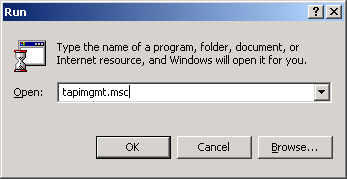 Run
Type the name of a program, folder, document, or
Internet resource, and Windows will open it for you.
Open: tapimgmt.msc
OK Cancel Browse...